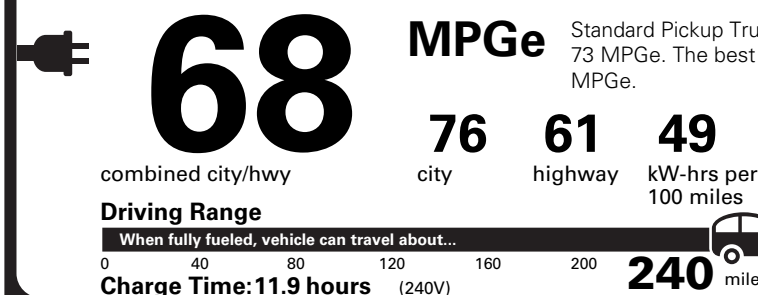 68 MPGe
Standard Pickup
73 MPGe. The best
MPGe.
76 61 49
combined city/hwy city highway kW-hrs per
100 miles
Driving Range
When fully fueled, vehicle can travel about...
0 40 80 120 160 200 240
Charge Time: 11.9 hours (240V)